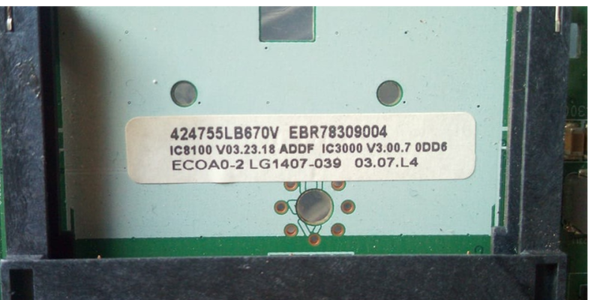 424755LB670V EBR78309004
IC8100 V03.23.18 ADDF IC3000 V3.00.7 0DD6
ECOA0-2 LG1407-039 03.07.L4